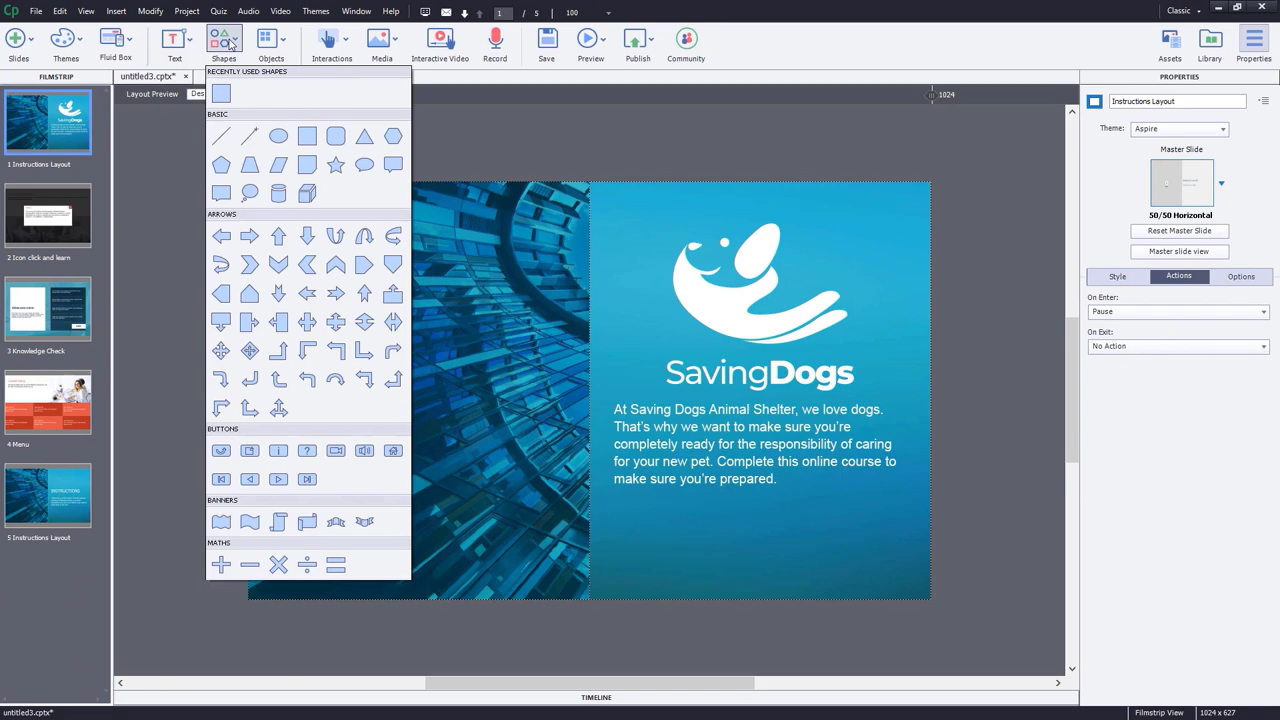 Cp File Edit View Insert Modify Project Quiz Audio Video Themes Window Help 1 / 5 100 Classic
Slides Themes Fluid Box Text Shapes Objects Interactions Media Interactive Video Record Save Preview Publish Community Assets Library Properties
FILMSTRIP
untitled3.cptx*
PROPERTIES
RECENTLY USED SHAPES
Layout Preview
Des
1024
Instructions Layout
BASIC
Theme: Aspire
Master Slide
50/50 Horizontal
Reset Master Slide
Master slide view
Style Actions Options
On Enter:
Pause
On Exit:
No Action
1 Instructions Layout
2 Icon click and learn
3 Knowledge Check
4 Menu
INSTRUCTIONS
5 Instructions Layout
ARROWS
BUTTONS
BANNERS
MATHS
SavingDogs
At Saving Dogs Animal Shelter, we love dogs.
That's why we want to make sure you're
completely ready for the responsibility of caring
for your new pet. Complete this online course to
make sure you're prepared.
TIMELINE
untitled3.cptx*
Filmstrip View
1024 x 627